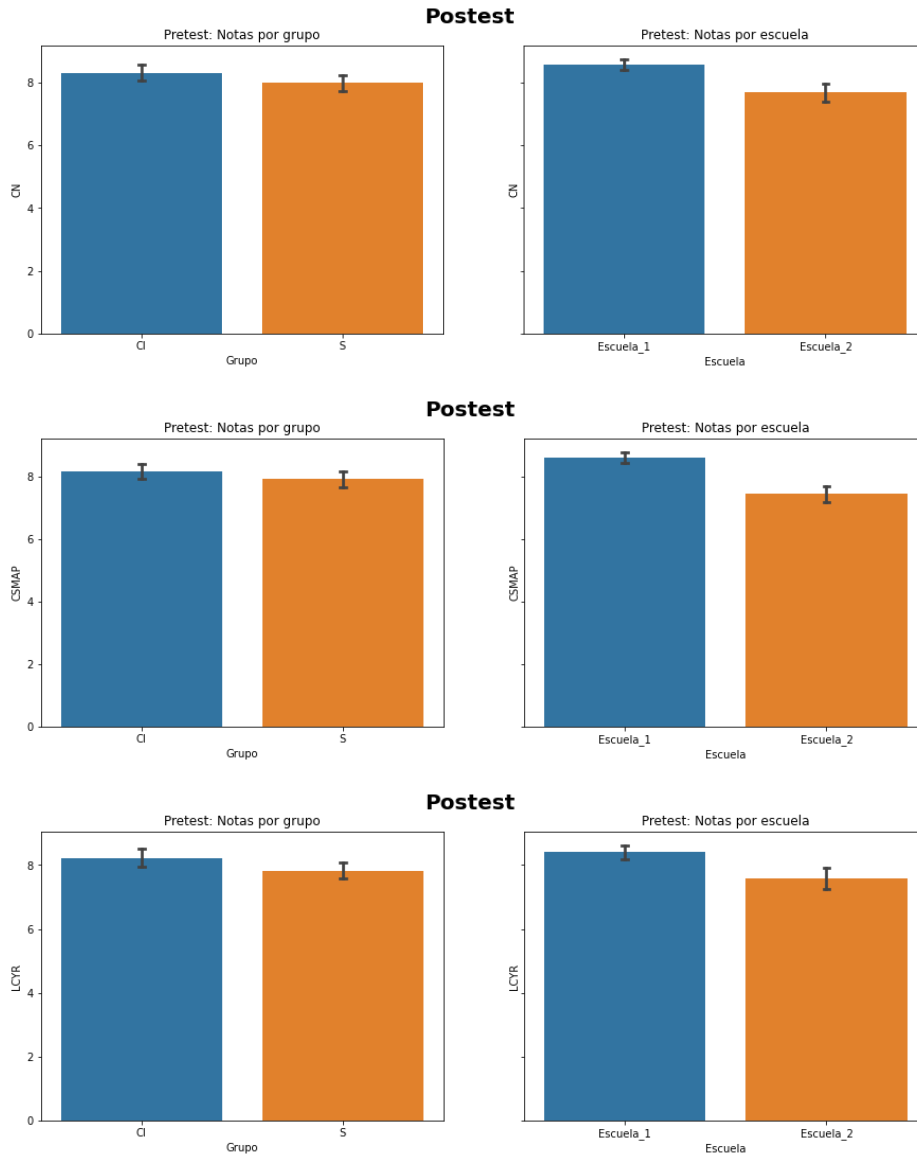 Postest
Pretest: Notas por grupo
Pretest: Notas por escuela
8
6
4
2
0
CN
CN
CI
S
Escuela_1
Escuela_2
Grupo
Escuela
Postest
Pretest: Notas por grupo
Pretest: Notas por escuela
8
6
4
2
0
CSMAP
CSMAP
CI
S
Escuela_1
Escuela_2
Grupo
Escuela
Postest
Pretest: Notas por grupo
Pretest: Notas por escuela
8
6
4
2
0
LCYR
LCYR
CI
S
Escuela_1
Escuela_2
Grupo
Escuela